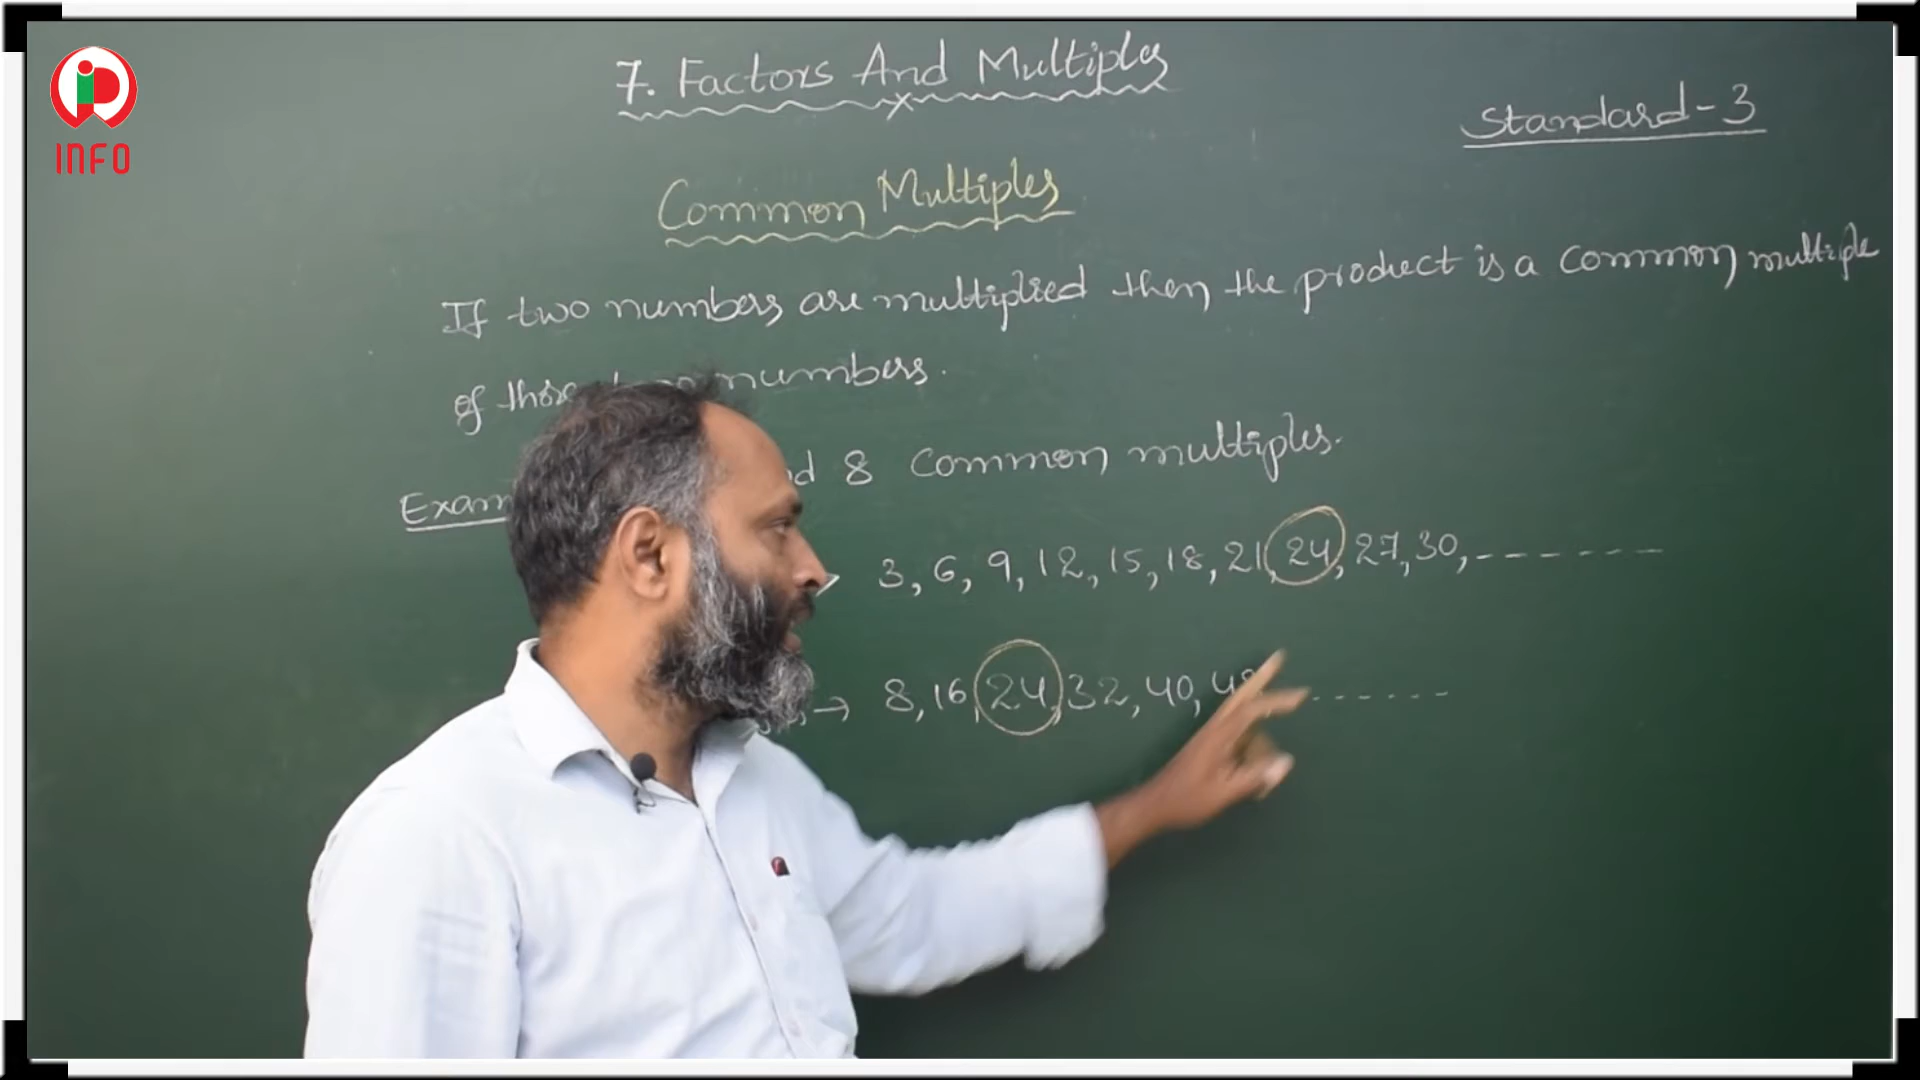 INFO
7. Factors And Multiples
Standard - 3
Common Multiples
If two numbers are multiplied then the product is a common multiple
of numbers.
8 common multiples.
3, 6, 9, 12, 15, 18, 21, 24, 27, 30, -------
→ 8, 16, 24, 32, 40, -------